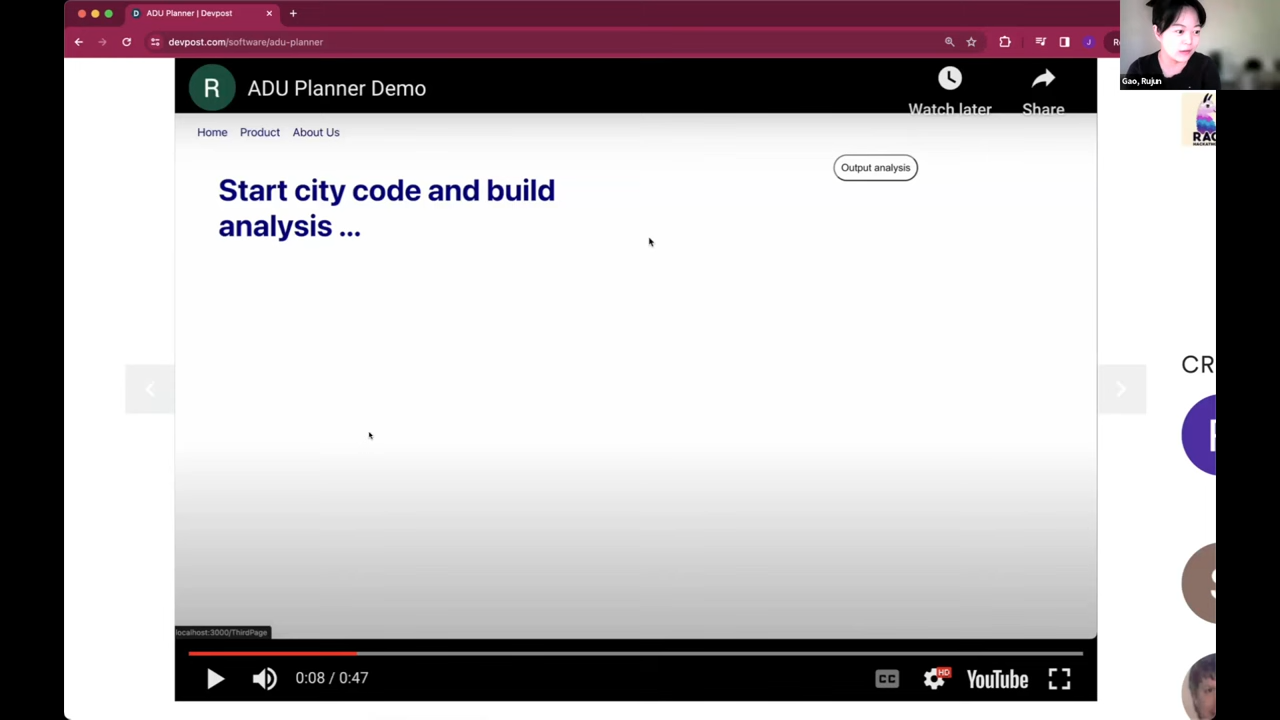 ADU Planner | Devpost
devpost.com/software/adu-planner
Gao, Rujun
R
ADU Planner Demo
Watch later
Share
Home Product About Us
Output analysis
Start city code and build
analysis ...
CR
localhost:3000/ThirdPage
0:08 / 0:47
CC
HD
YouTube